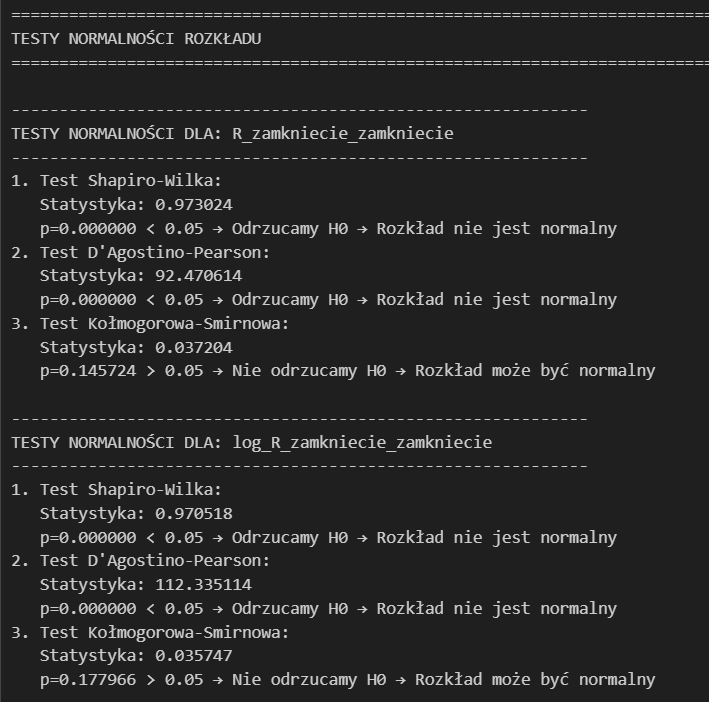 ==========================================================================
TESTY NORMALNOŚCI ROZKŁADU
==========================================================================
------------------------------------------------------------
TESTY NORMALNOŚCI DLA: R_zamkniecie_zamkniecie
------------------------------------------------------------
1. Test Shapiro-Wilka:
Statystyka: 0.973024
p=0.000000 < 0.05 → Odrzucamy H0 → Rozkład nie jest normalny
2. Test D'Agostino-Pearson:
Statystyka: 92.470614
p=0.000000 < 0.05 → Odrzucamy H0 → Rozkład nie jest normalny
3. Test Kołmogorowa-Smirnowa:
Statystyka: 0.037204
p=0.145724 > 0.05 → Nie odrzucamy H0 → Rozkład może być normalny
------------------------------------------------------------
TESTY NORMALNOŚCI DLA: log_R_zamkniecie_zamkniecie
------------------------------------------------------------
1. Test Shapiro-Wilka:
Statystyka: 0.970518
p=0.000000 < 0.05 → Odrzucamy H0 → Rozkład nie jest normalny
2. Test D'Agostino-Pearson:
Statystyka: 112.335114
p=0.000000 < 0.05 → Odrzucamy H0 → Rozkład nie jest normalny
3. Test Kołmogorowa-Smirnowa:
Statystyka: 0.035747
p=0.177966 > 0.05 → Nie odrzucamy H0 → Rozkład może być normalny